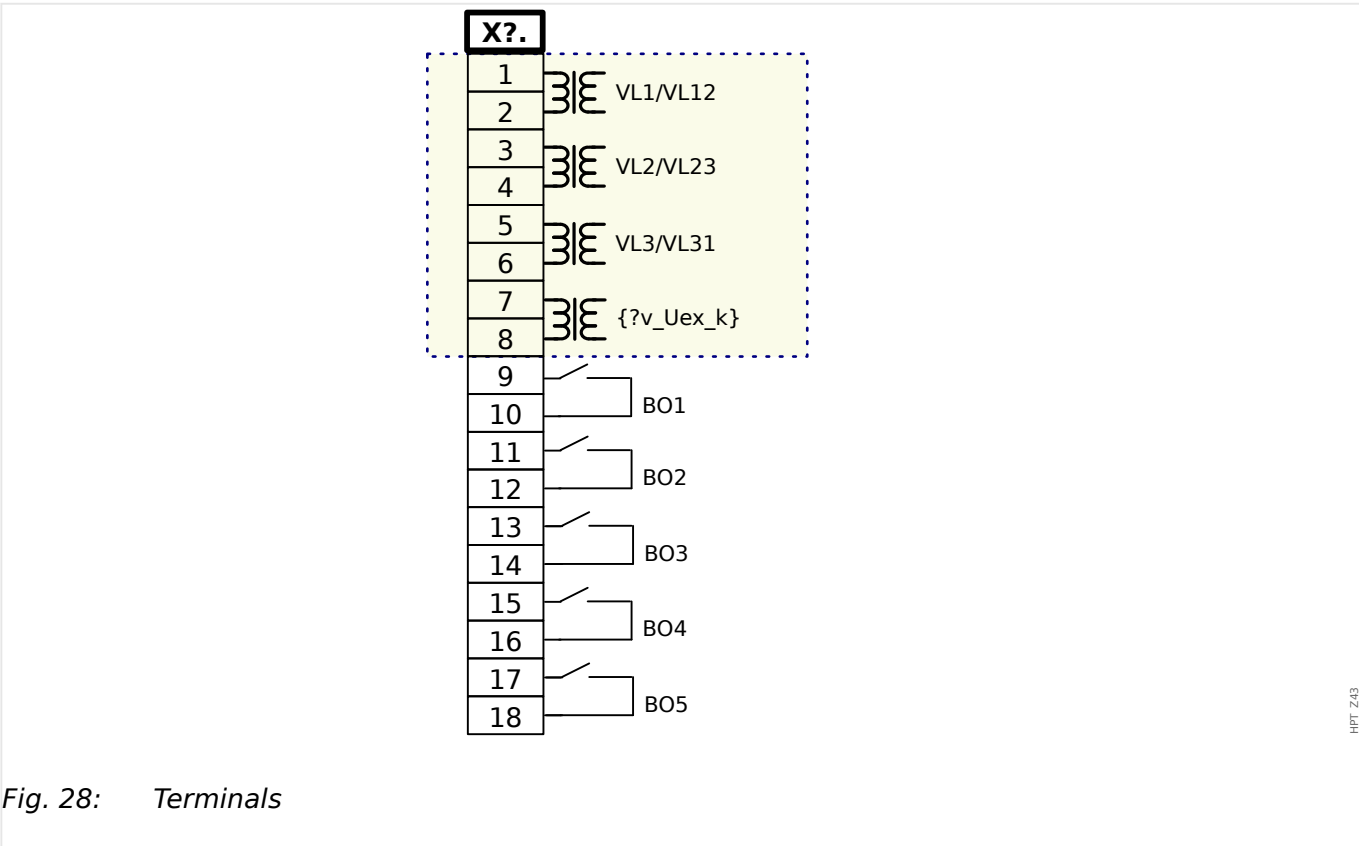 X?.
1
VL1/VL12
2
3
VL2/VL23
4
5
VL3/VL31
6
7
{?v_Uex_k}
8
9
BO1
10
11
BO2
12
13
BO3
14
15
BO4
16
17
BO5
18
HPT Z43
Fig. 28: Terminals